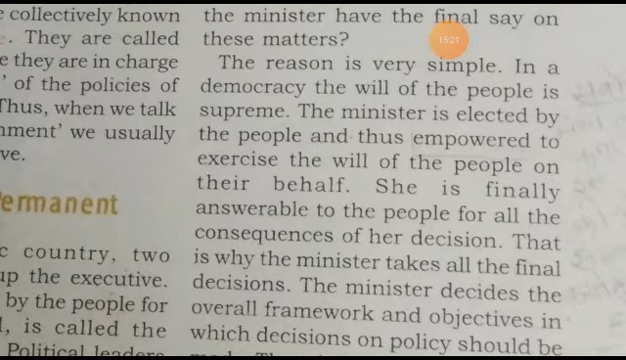 collectively known
. They are called
they are in charge
' of the policies of
Thus, when we talk
nment' we usually
ve.
ermanent
c country, two
up the executive.
by the people for
, is called the
Political leaders
the minister have the final say on
these matters?
The reason is very simple. In a
democracy the will of the people is
supreme. The minister is elected by
the people and thus empowered to
exercise the will of the people on
their behalf. She is finally
answerable to the people for all the
consequences of her decision. That
is why the minister takes all the final
decisions. The minister decides the
overall framework and objectives in
which decisions on policy should be
15:21